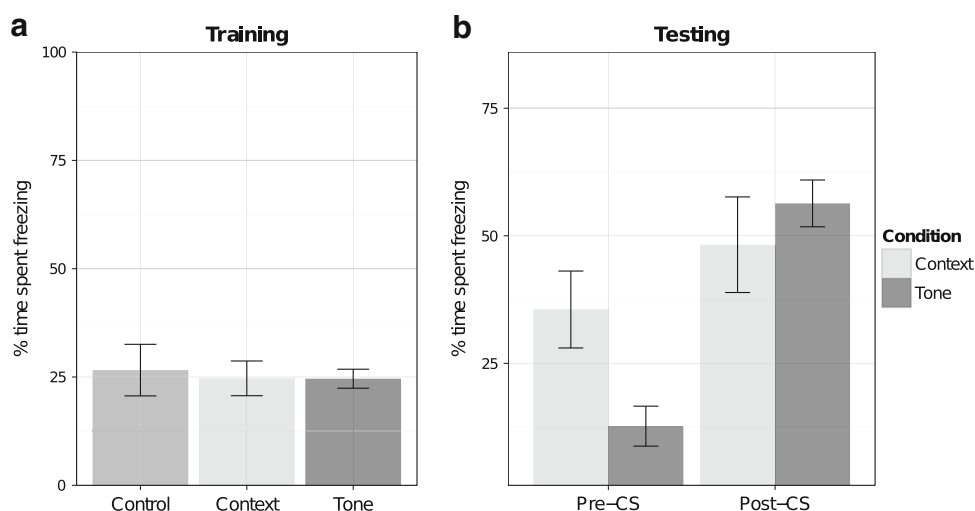 a
Training
% time spent freezing
100
75
50
25
0
Control
Context
Tone
b
Testing
% time spent freezing
75
50
25
Pre–CS
Post–CS
Condition
Context
Tone